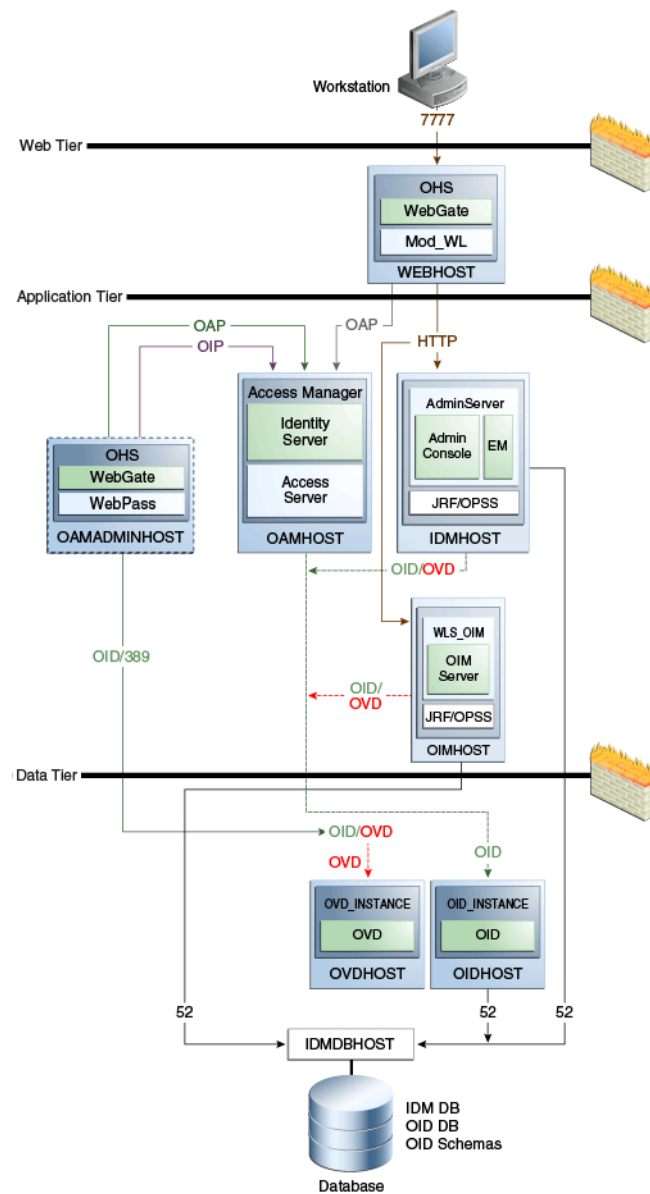 Workstation
7777
Web Tier
OHS
WebGate
Mod_WL
WEBHOST
Application Tier
OAP
OIP
OAP
HTTP
Access Manager
Identity
Server
Access
Server
OAMHOST
AdminServer
Admin
Console
EM
JRF/OPSS
IDMHOST
OHS
WebGate
WebPass
OAMADMINHOST
OID/OVD
OID/389
WLS_OIM
OIM
Server
JRF/OPSS
OIMHOST
OID/
OVD
Data Tier
OID/OVD
OVD
OID
OVD_INSTANCE
OVD
OVDHOST
OID_INSTANCE
OID
OIDHOST
52
52
52
IDMDBHOST
IDM DB
OID DB
OID Schemas
Database